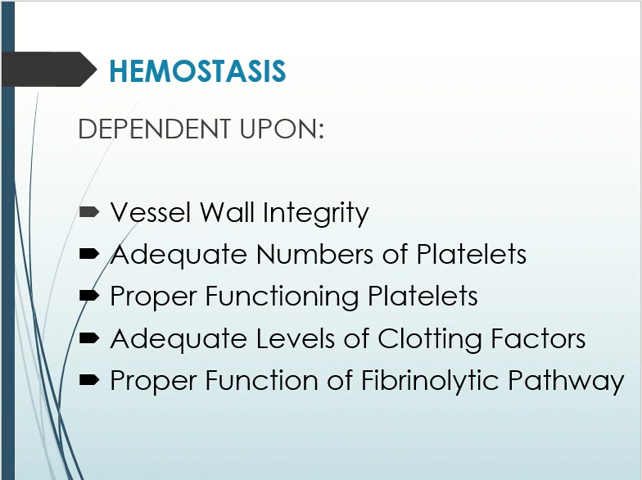 HEMOSTASIS
DEPENDENT UPON:
Vessel Wall Integrity
Adequate Numbers of Platelets
Proper Functioning Platelets
Adequate Levels of Clotting Factors
Proper Function of Fibrinolytic Pathway